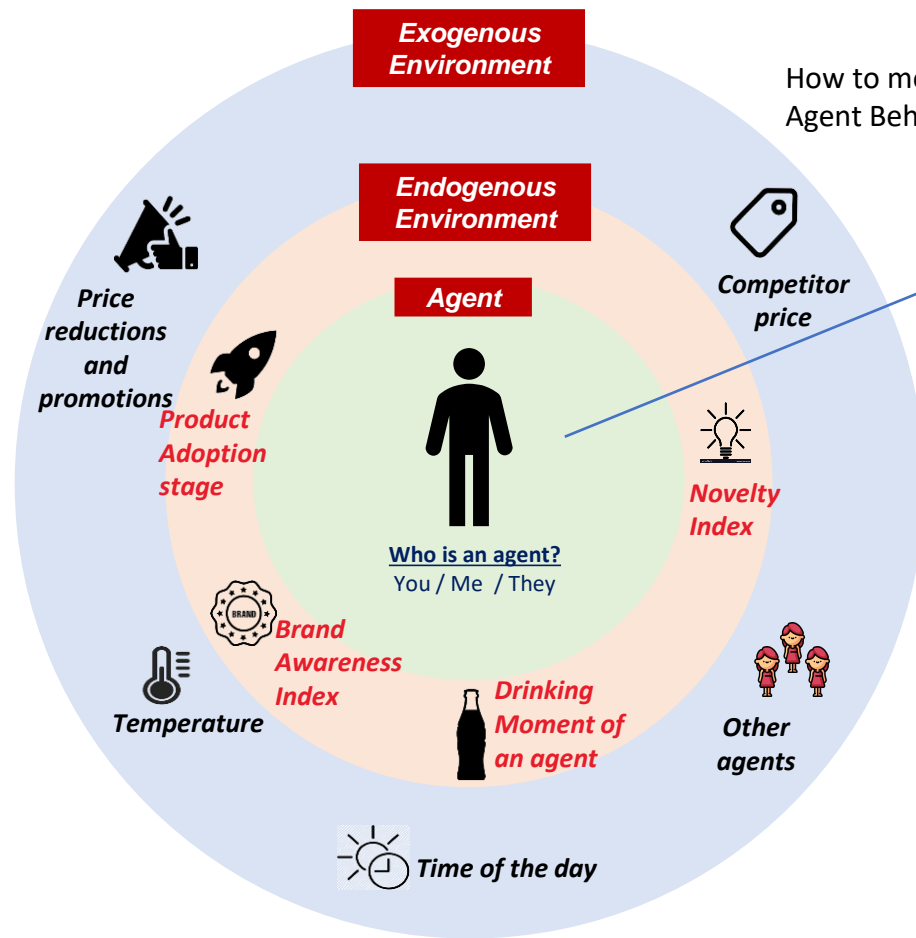 Exogenous
Environment
How to
Agent
Endogenous
Environment
Agent
Price
reductions
and
promotions
Competitor
price
Product
Adoption
stage
Novelty
Index
Who is an agent?
You / Me / They
BRAND
Brand
Awareness
Index
Drinking
Moment of
an agent
Temperature
Other
agents
Time of the day